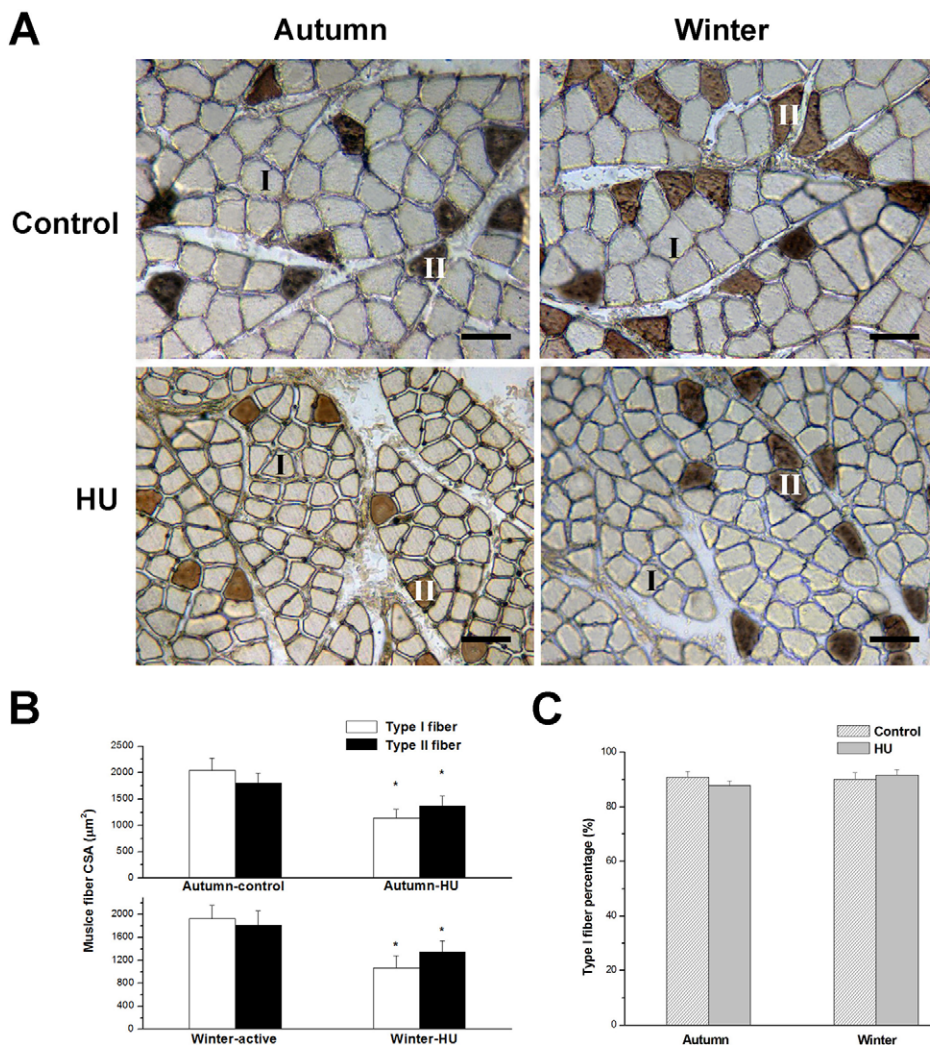 A
Autumn
Winter
Control
I
II
II
I
HU
I
II
II
I
B
Type I fiber
Type II fiber
Muslce fiber CSA (μm²)
2500
2000
1500
1000
500
0
*
*
Autumn-control
Autumn-HU
2000
1600
1200
800
400
0
*
*
Winter-active
Winter-HU
C
Control
HU
Type I fiber percentage (%)
100
80
60
40
20
0
Autumn
Winter